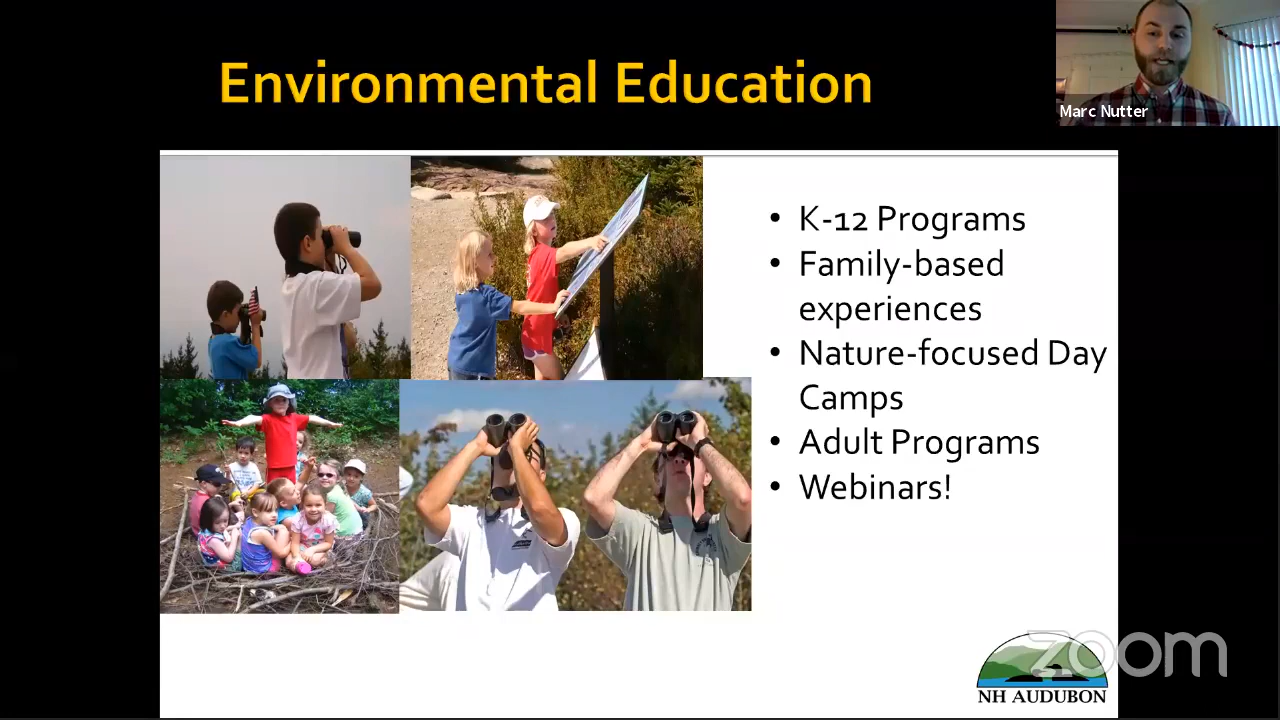 Environmental Education
Marc Nutter
• K-12 Programs
• Family-based
experiences
• Nature-focused Day
Camps
• Adult Programs
• Webinars!
zoom
NH AUDUBON